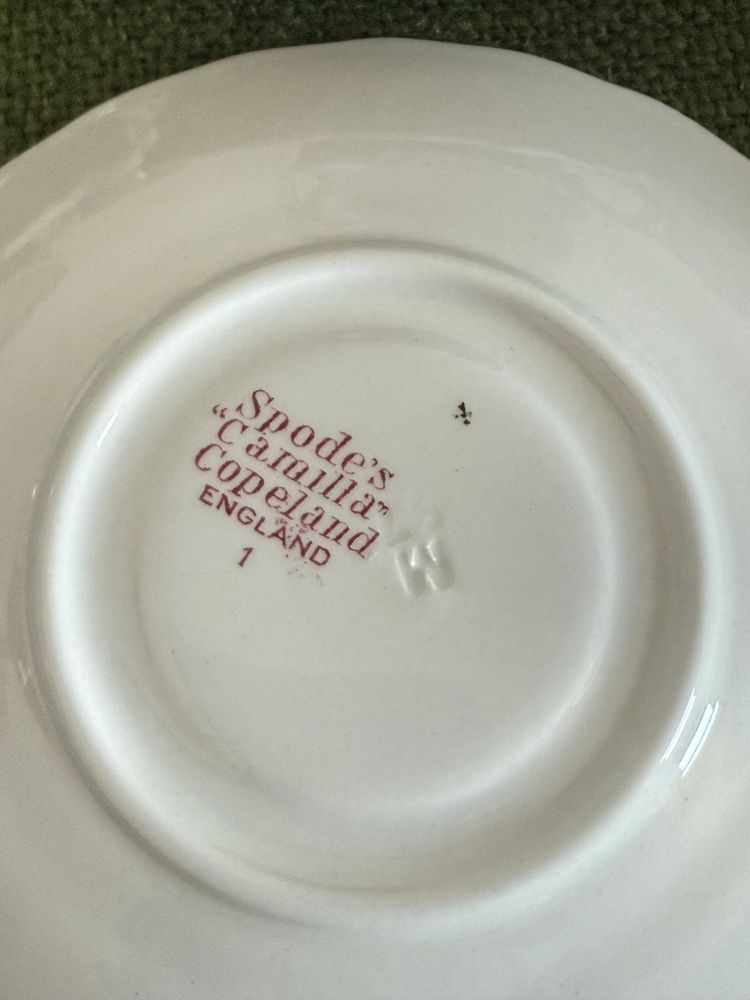 Spode's
"Camilla"
Copeland
ENGLAND
1